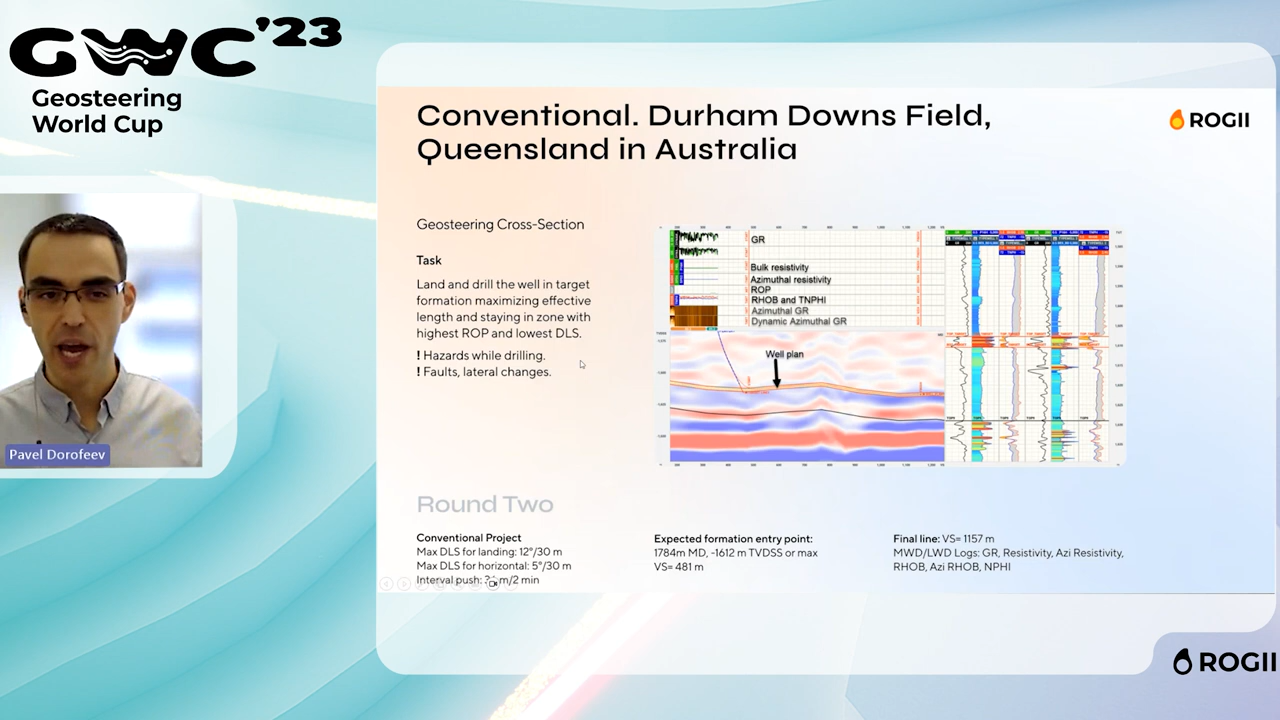 GWC'23
Geosteering
World Cup
Pavel Dorofeev
Conventional. Durham Downs Field,
Queensland in Australia
ROGII
Geosteering Cross-Section
Task
Land and drill the well in target
formation maximizing effective
length and staying in zone with
highest ROP and lowest DLS.
! Hazards while drilling.
! Faults, lateral changes.
GR
Bulk resistivity
Azimuthal resistivity
ROP
RHOB and TNPHI
Azimuthal GR
Dynamic Azimuthal GR
Well plan
Round Two
Conventional Project
Max DLS for landing: 12°/30 m
Max DLS for horizontal: 5°/30 m
Interval push: m/2 min
Expected formation entry point:
1784m MD, -1612 m TVDSS or max
VS= 481 m
Final line: VS= 1157 m
MWD/LWD Logs: GR, Resistivity, Azi Resistivity,
RHOB, Azi RHOB, NPHI
ROGII